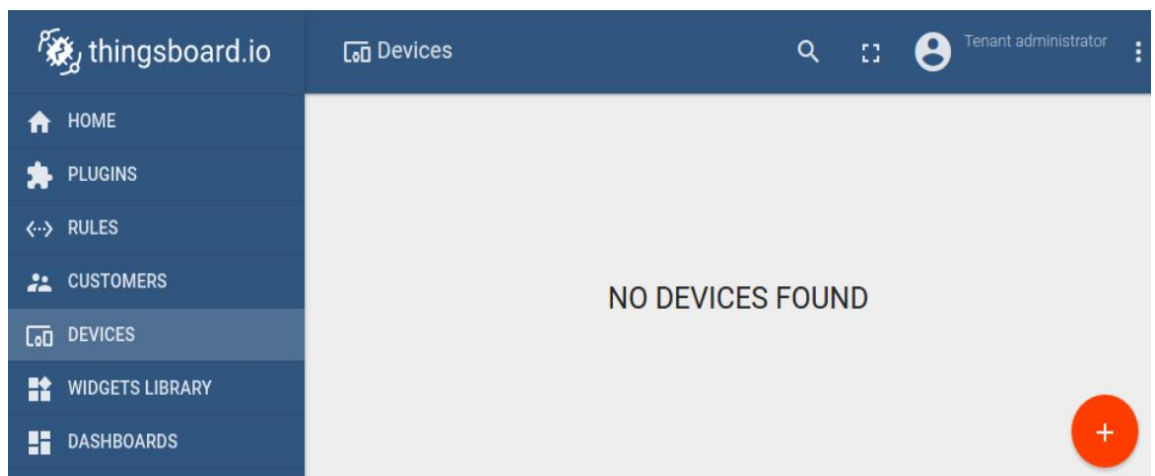 thingsboard.io
Devices
Tenant administrator
HOME
PLUGINS
RULES
CUSTOMERS
DEVICES
NO DEVICES FOUND
WIDGETS LIBRARY
DASHBOARDS